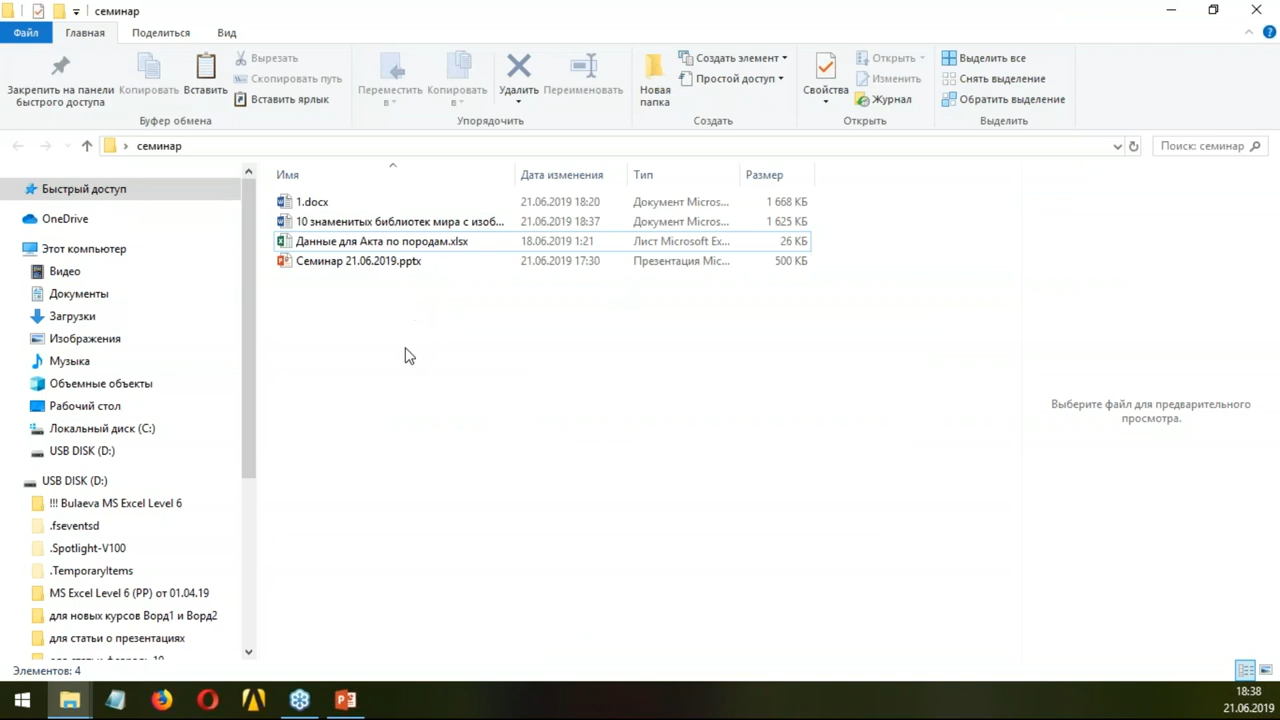 семинар
Файл
Главная
Поделиться
Вид
Закрепить на панели
быстрого доступа
Копировать
Вставить
Вырезать
Скопировать путь
Вставить ярлык
Буфер обмена
Переместить
в
Копировать
в
Удалить
Переименовать
Упорядочить
Новая
папка
Создать элемент
Простой доступ
Создать
Свойства
Открыть
Изменить
Журнал
Открыть
Выделить все
Снять выделение
Обратить выделение
Выделить
семинар
Поиск: семинар
Имя Дата изменения Тип Размер
1.docx 21.06.2019 18:20 Документ Micros... 1 668 КБ
10 знаменитых библиотек мира с изоб... 21.06.2019 18:37 Документ Micros... 1 625 КБ
Данные для Акта по породам.xlsx 18.06.2019 1:21 Лист Microsoft Ex... 26 КБ
Семинар 21.06.2019.pptx 21.06.2019 17:30 Презентация Mic... 500 КБ
Быстрый доступ
OneDrive
Этот компьютер
Видео
Документы
Загрузки
Изображения
Музыка
Объемные объекты
Рабочий стол
Локальный диск (C:)
USB DISK (D:)
USB DISK (D:)
!!! Bulaeva MS Excel Level 6
.fseventsd
.Spotlight-V100
.TemporaryItems
MS Excel Level 6 (PP) от 01.04.19
для новых курсов Ворд1 и Ворд2
для статьи о презентациях
Выберите файл для предварительного
просмотра.
Элементов: 4
18:38
21.06.2019